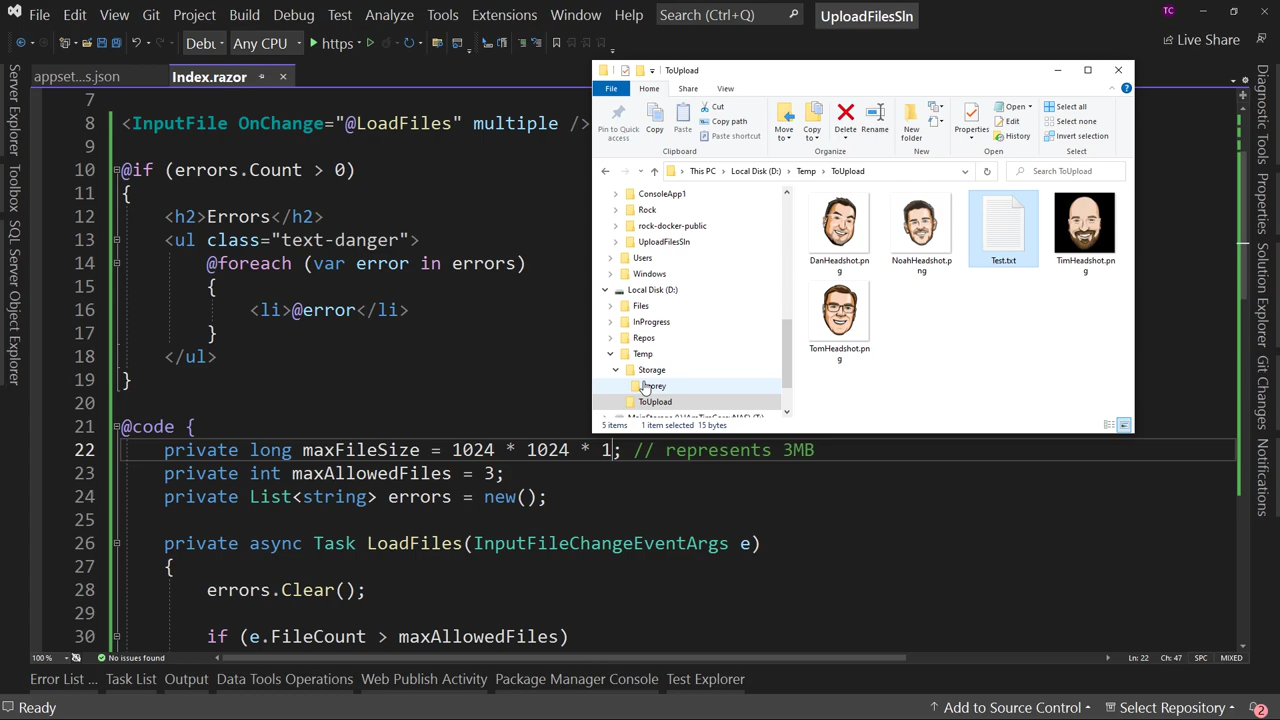 File Edit View Git Project Build Debug Test Analyze Tools Extensions Window Help Search (Ctrl+Q) UploadFilesSln TC
Debu Any CPU https Live Share
appset...s.json Index.razor
Server Explorer Toolbox SQL Server Object Explorer
Diagnostic Tools Properties Solution Explorer Git Changes Notifications
7
<InputFile OnChange="@LoadFiles" multiple />
9
10 @if (errors.Count > 0)
11 {
12 <h2>Errors</h2>
13 <ul class="text-danger">
14 @foreach (var error in errors)
15 {
16 <li>@error</li>
17 }
18 </ul>
19 }
20
21 @code {
22 private long maxFileSize = 1024 * 1024 * 1; // represents 3MB
23 private int maxAllowedFiles = 3;
24 private List<string> errors = new();
25
26 private async Task LoadFiles(InputFileChangeEventArgs e)
27 {
28 errors.Clear();
29
30 if (e.FileCount > maxAllowedFiles)
ToUpload
File Home Share View
Pin to Quick access Copy Paste Cut Copy path Paste shortcut
Move to Copy to Delete Rename New folder Properties Open Edit History Select all Select none Invert selection
Clipboard Organize New Open Select
This PC Local Disk (D:) Temp ToUpload Search ToUpload
ConsoleApp1
Rock
rock-docker-public
UploadFilesSln
Users
Windows
Local Disk (D:)
Files
InProgress
Repos
Temp
Storage
ToUpload
DanHeadshot.png
NoahHeadshot.png
Test.txt
TimHeadshot.png
TomHeadshot.png
5 items 1 item selected 15 bytes
100 % No issues found Ln: 22 Ch: 47 SPC MIXED
Error List ... Task List Output Data Tools Operations Web Publish Activity Package Manager Console Test Explorer
Ready Add to Source Control Select Repository 2